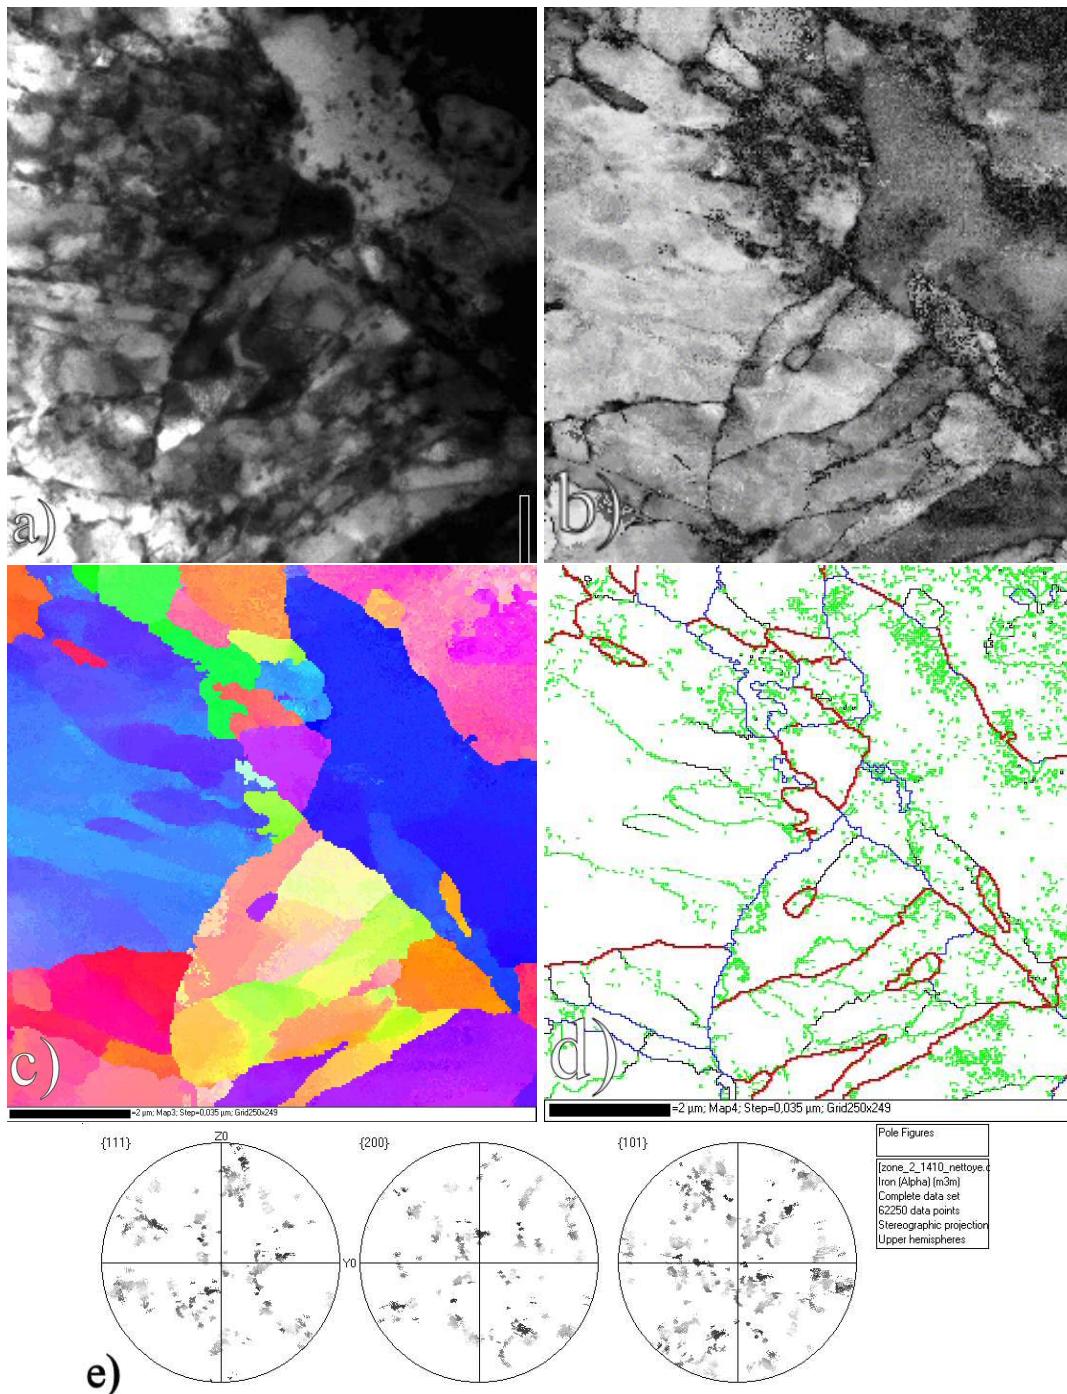 a)
b)
c)
d)
=2 µm; Map3; Step=0,035 µm; Grid250x249
=2 µm; Map4; Step=0,035 µm; Grid250x249
{111}
Z0
{200}
{101}
Y0
Pole Figures
[zone_2_1410_nettoye.
Iron (Alpha) (m3m)
Complete data set
62250 data points
Stereographic projection
Upper hemispheres
e)